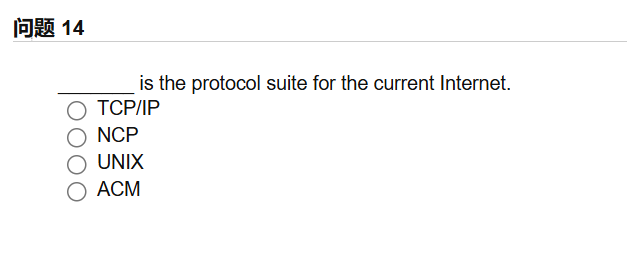 问题 14
_______ is the protocol suite for the current Internet.
TCP/IP
NCP
UNIX
ACM